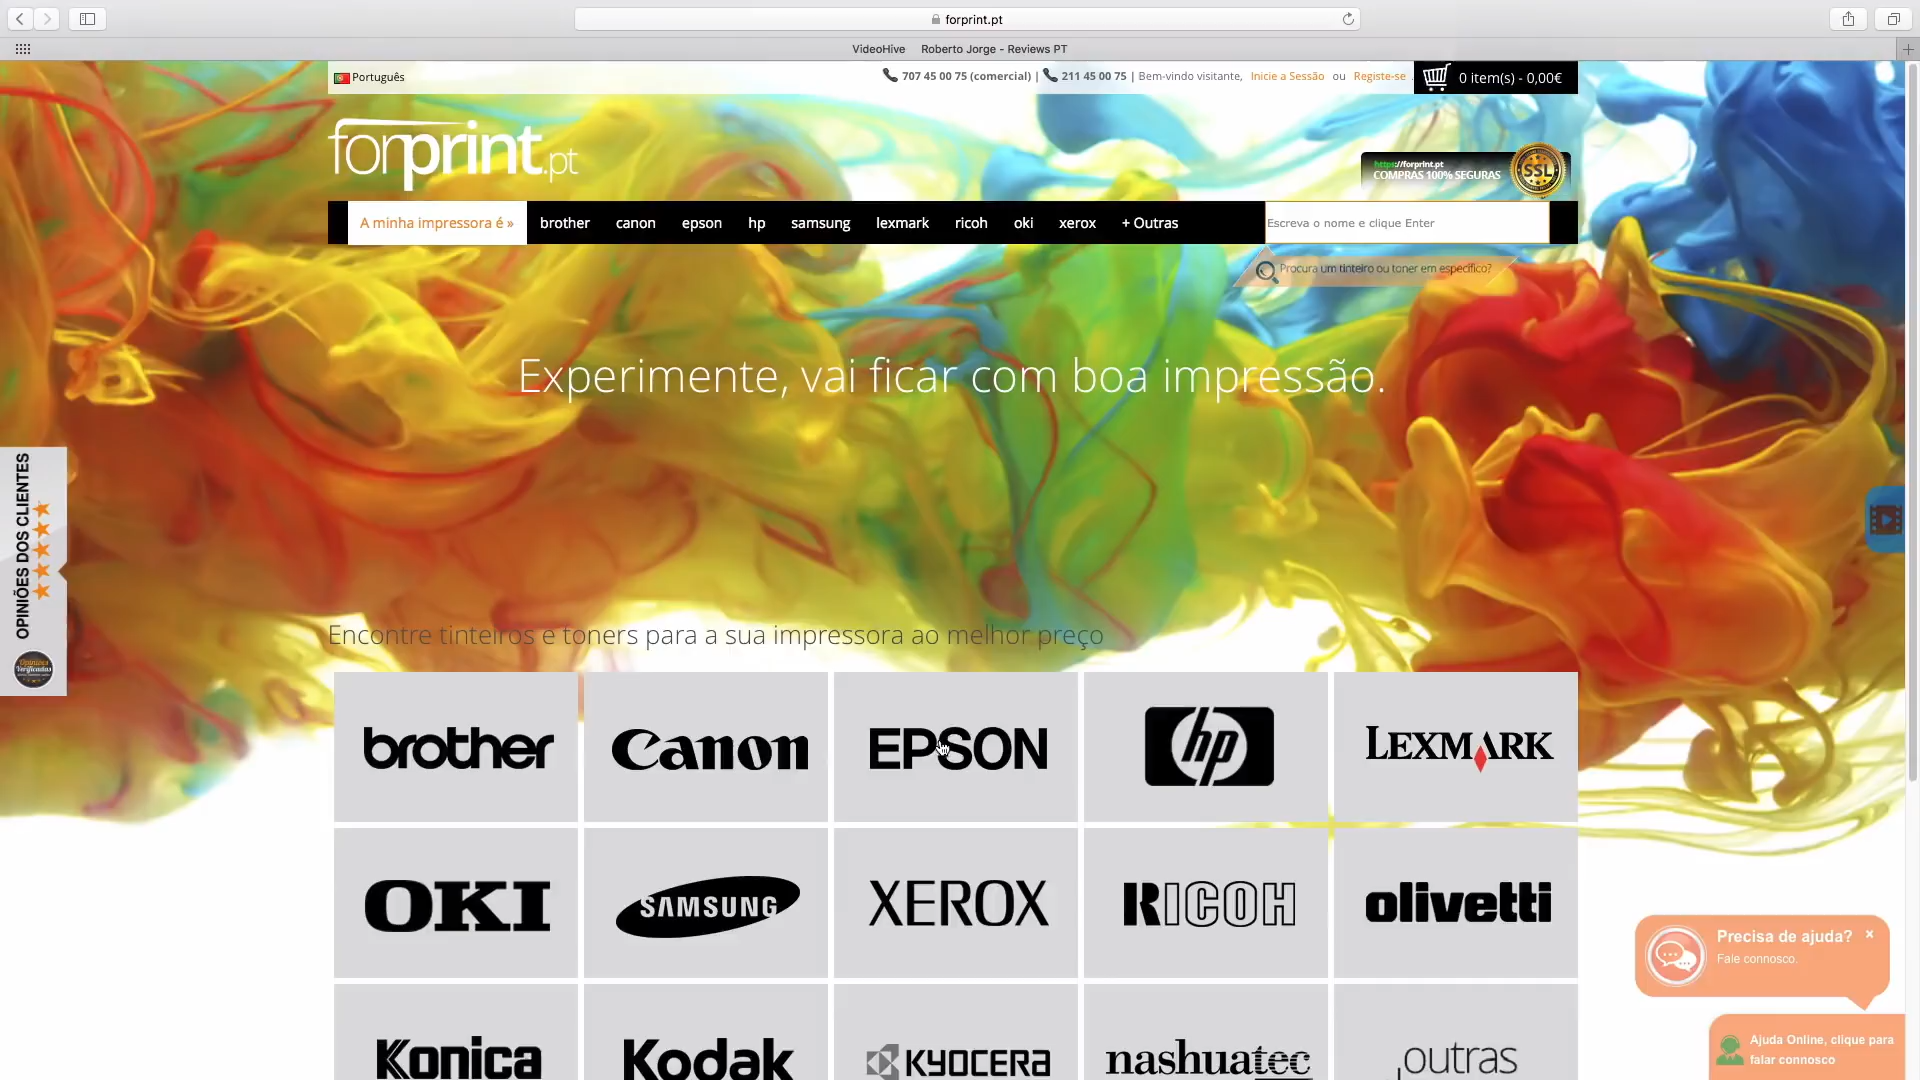 forprint.pt
VideoHive Roberto Jorge - Reviews PT
Português
707 45 00 75 (comercial) | 211 45 00 75 | Bem-vindo visitante, Inicie a Sessão ou Registe-se .
0 item(s) - 0,00€
forprint.pt
https://forprint.pt
COMPRAS 100% SEGURAS
SSL
A minha impressora é » brother canon epson hp samsung lexmark ricoh oki xerox + Outras
Escreva o nome e clique Enter
Procura um tinteiro ou toner em específico?
Experimente, vai ficar com boa impressão.
OPINIÕES DOS CLIENTES
Opiniões
Verificadas
Encontre tinteiros e toners para a sua impressora ao melhor preço
brother Canon EPSON hp LEXMARK
OKI SAMSUNG XEROX RICOH olivetti
Konica Kodak KYOCERA nashuatec outras
Precisa de ajuda? ×
Fale connosco.
Ajuda Online, clique para
falar connosco